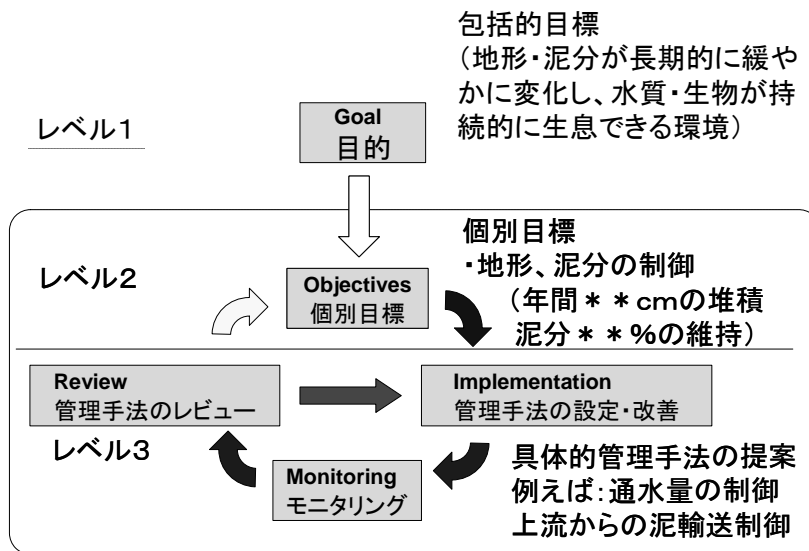 包括的目標
(地形・泥分が長期的に緩や
かに変化し、水質・生物が持
続的に生息できる環境)
レベル1
Goal
目的
レベル2
Objectives
個別目標
個別目標
・地形、泥分の制御
(年間**cmの堆積
泥分**%の維持)
Review
管理手法のレビュー
Implementation
管理手法の設定・改善
レベル3
Monitoring
モニタリング
具体的管理手法の提案
例えば:通水量の制御
上流からの泥輸送制御